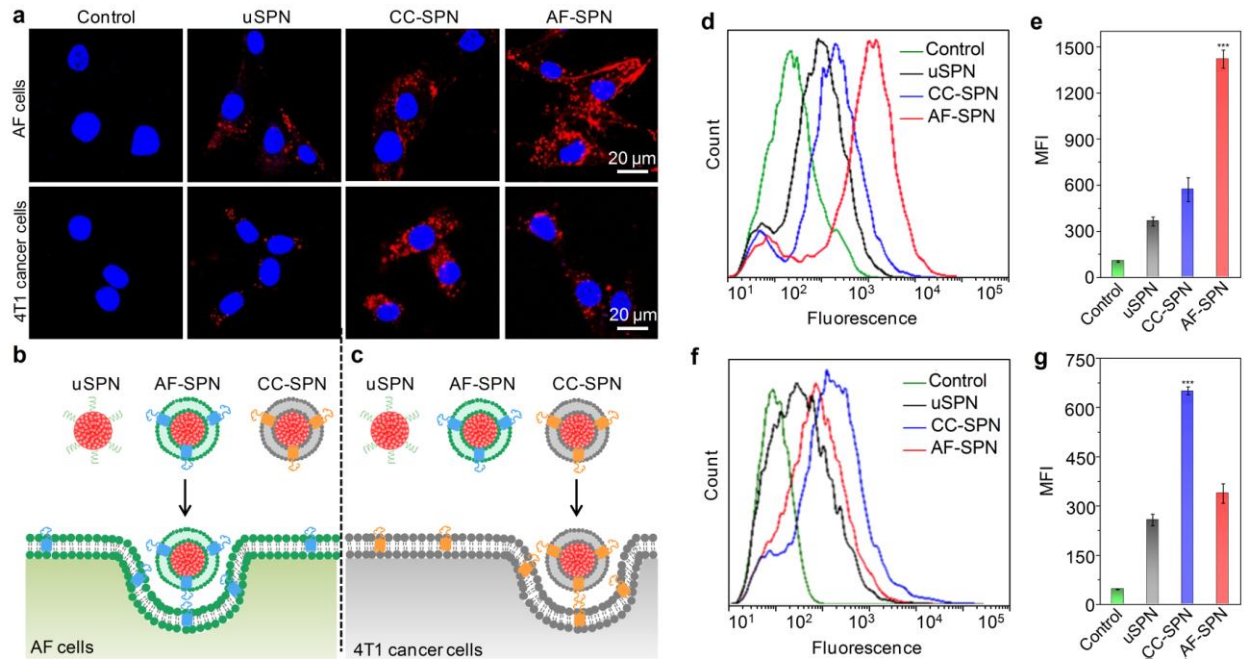 a
Control
uSPN
CC-SPN
AF-SPN
AF cells
20 µm
4T1 cancer cells
20 µm
b
uSPN
AF-SPN
CC-SPN
AF cells
c
uSPN
AF-SPN
CC-SPN
4T1 cancer cells
d
Count
Control
uSPN
CC-SPN
AF-SPN
10¹ 10² 10³ 10⁴ 10⁵
Fluorescence
e
MFI
1500
1200
900
600
300
0
***
Control
uSPN
CC-SPN
AF-SPN
f
Count
Control
uSPN
CC-SPN
AF-SPN
10¹ 10² 10³ 10⁴ 10⁵
Fluorescence
g
MFI
750
600
450
300
150
0
***
Control
uSPN
CC-SPN
AF-SPN